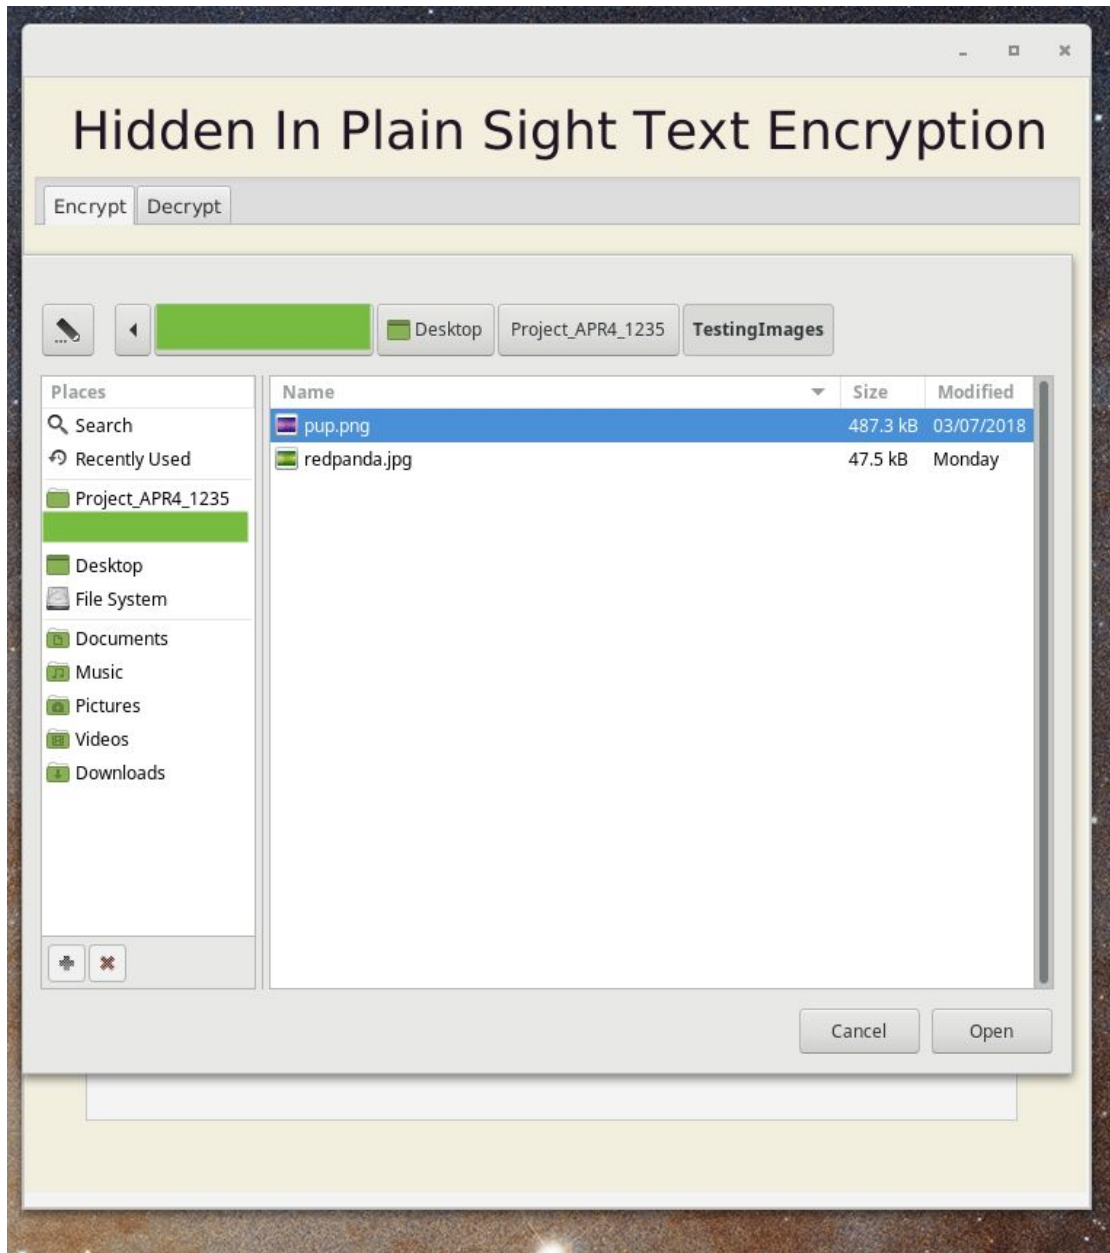 Hidden In Plain Sight Text Encryption
Encrypt Decrypt
Desktop Project_APR4_1235 TestingImages
Places
Search
Recently Used
Project_APR4_1235
Desktop
File System
Documents
Music
Pictures
Videos
Downloads
Name Size Modified
pup.png 487.3 kB 03/07/2018
redpanda.jpg 47.5 kB Monday
Cancel Open